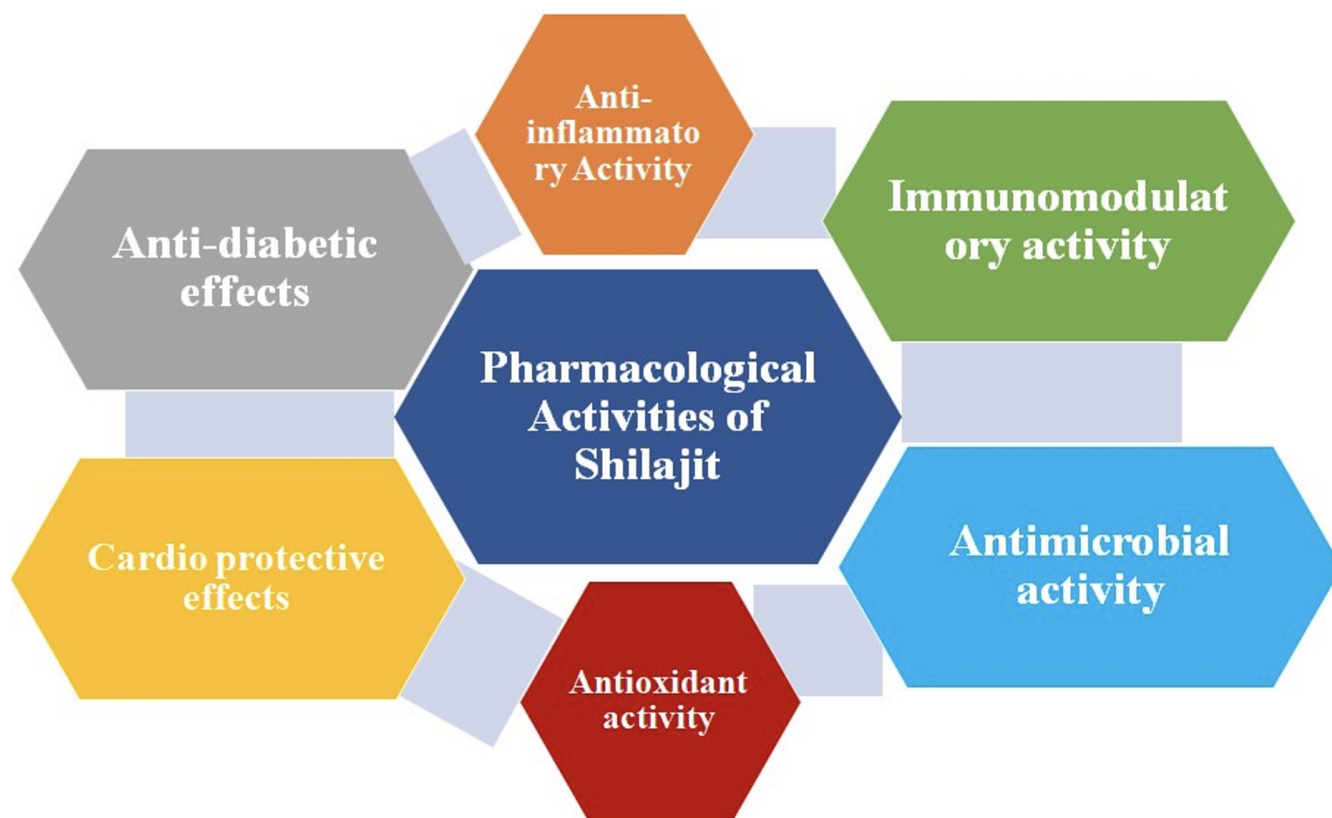 Anti-
inflammato
ry Activity
Immunomodulat
ory activity
Anti-diabetic
effects
Pharmacological
Activities of
Shilajit
Antimicrobial
activity
Cardio protective
effects
Antioxidant
activity